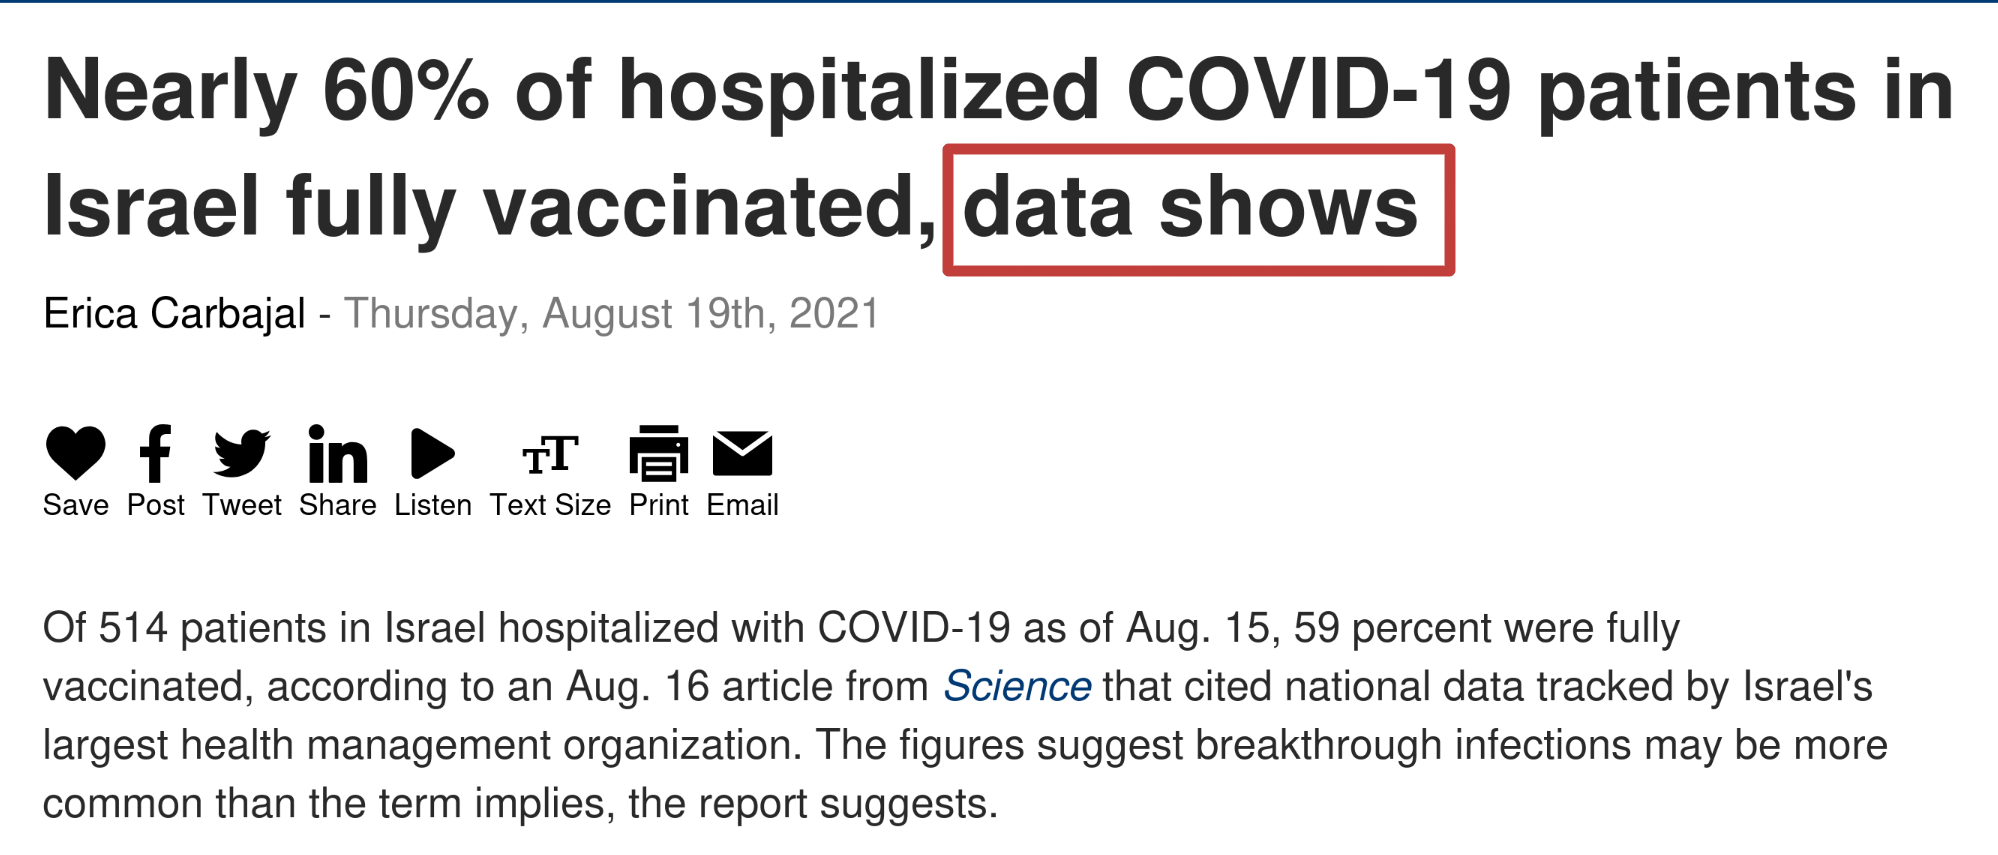 Nearly 60% of hospitalized COVID-19 patients in
Israel fully vaccinated, data shows
Erica Carbajal - Thursday, August 19th, 2021
Save Post Tweet Share Listen Text Size Print Email
Of 514 patients in Israel hospitalized with COVID-19 as of Aug. 15, 59 percent were fully
vaccinated, according to an Aug. 16 article from Science that cited national data tracked by Israel's
largest health management organization. The figures suggest breakthrough infections may be more
common than the term implies, the report suggests.